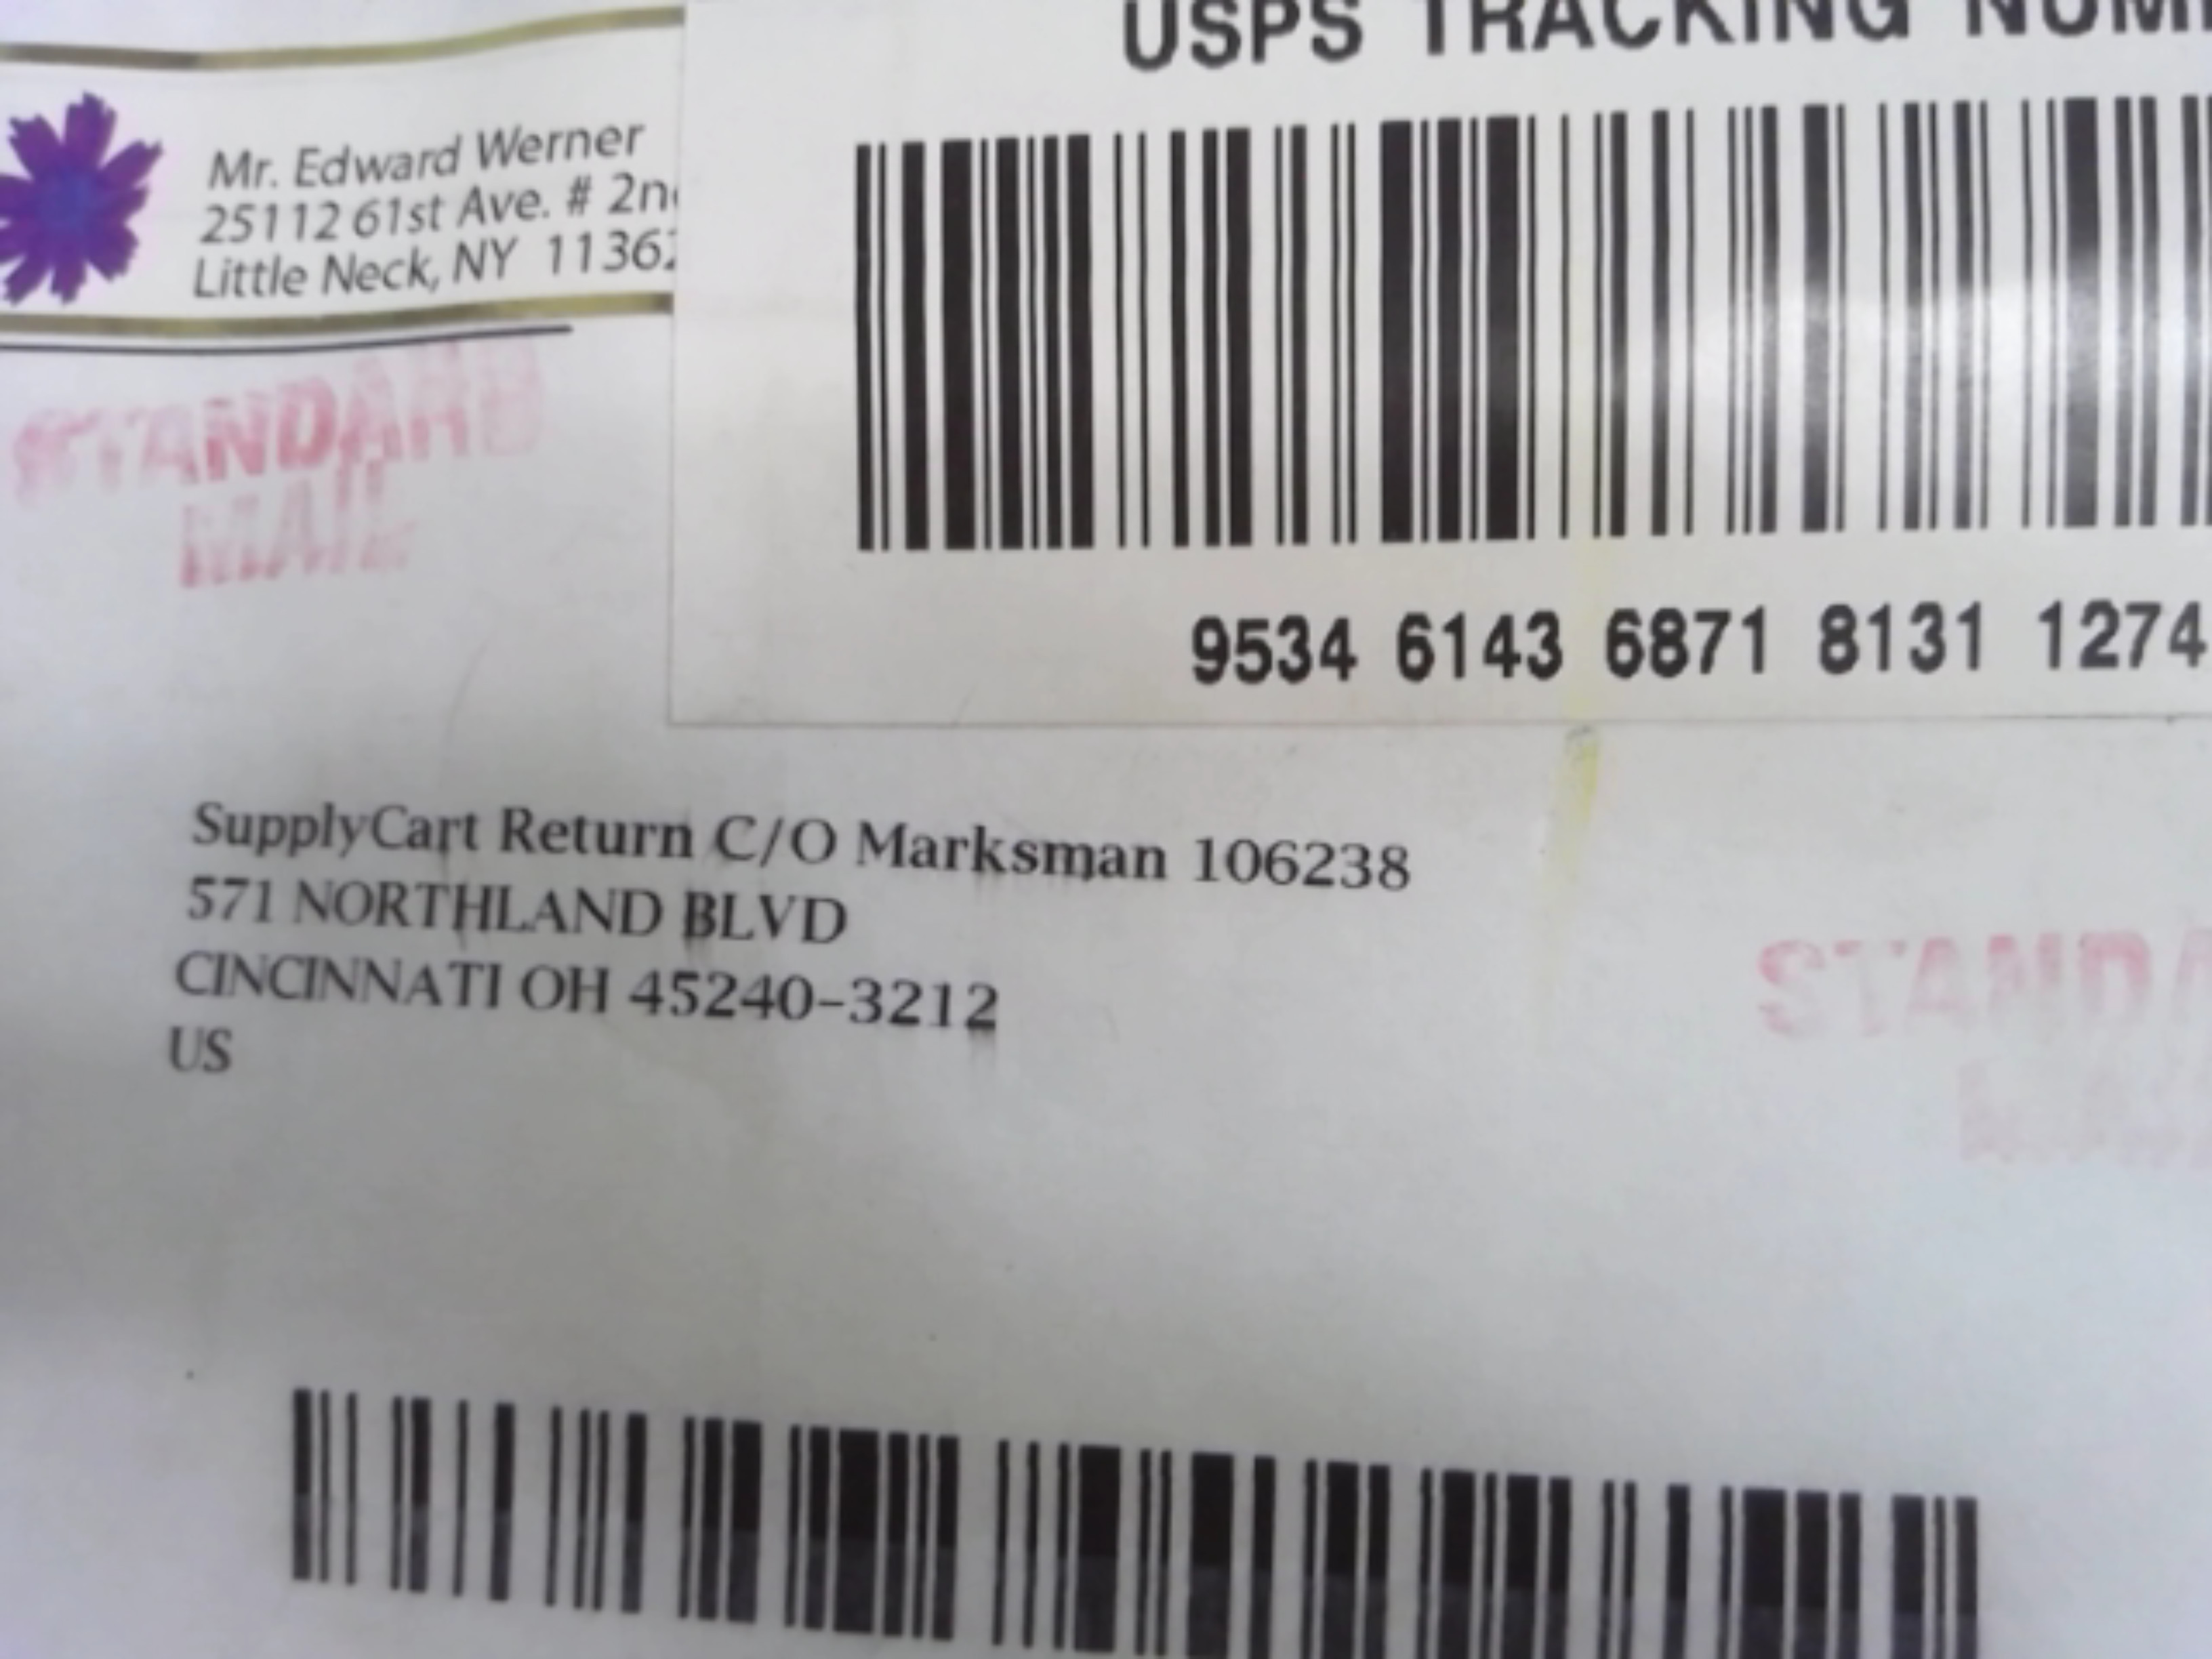 USPS TRACKING
Mr. Edward Werner
25112 61st Ave. #
Little Neck, NY
STANDARD
MAIL
9534 6143 6871 8131 1274
SupplyCart Return C/O Marksman 106238
571 NORTHLAND BLVD
CINCINNATI OH 45240-3212
US